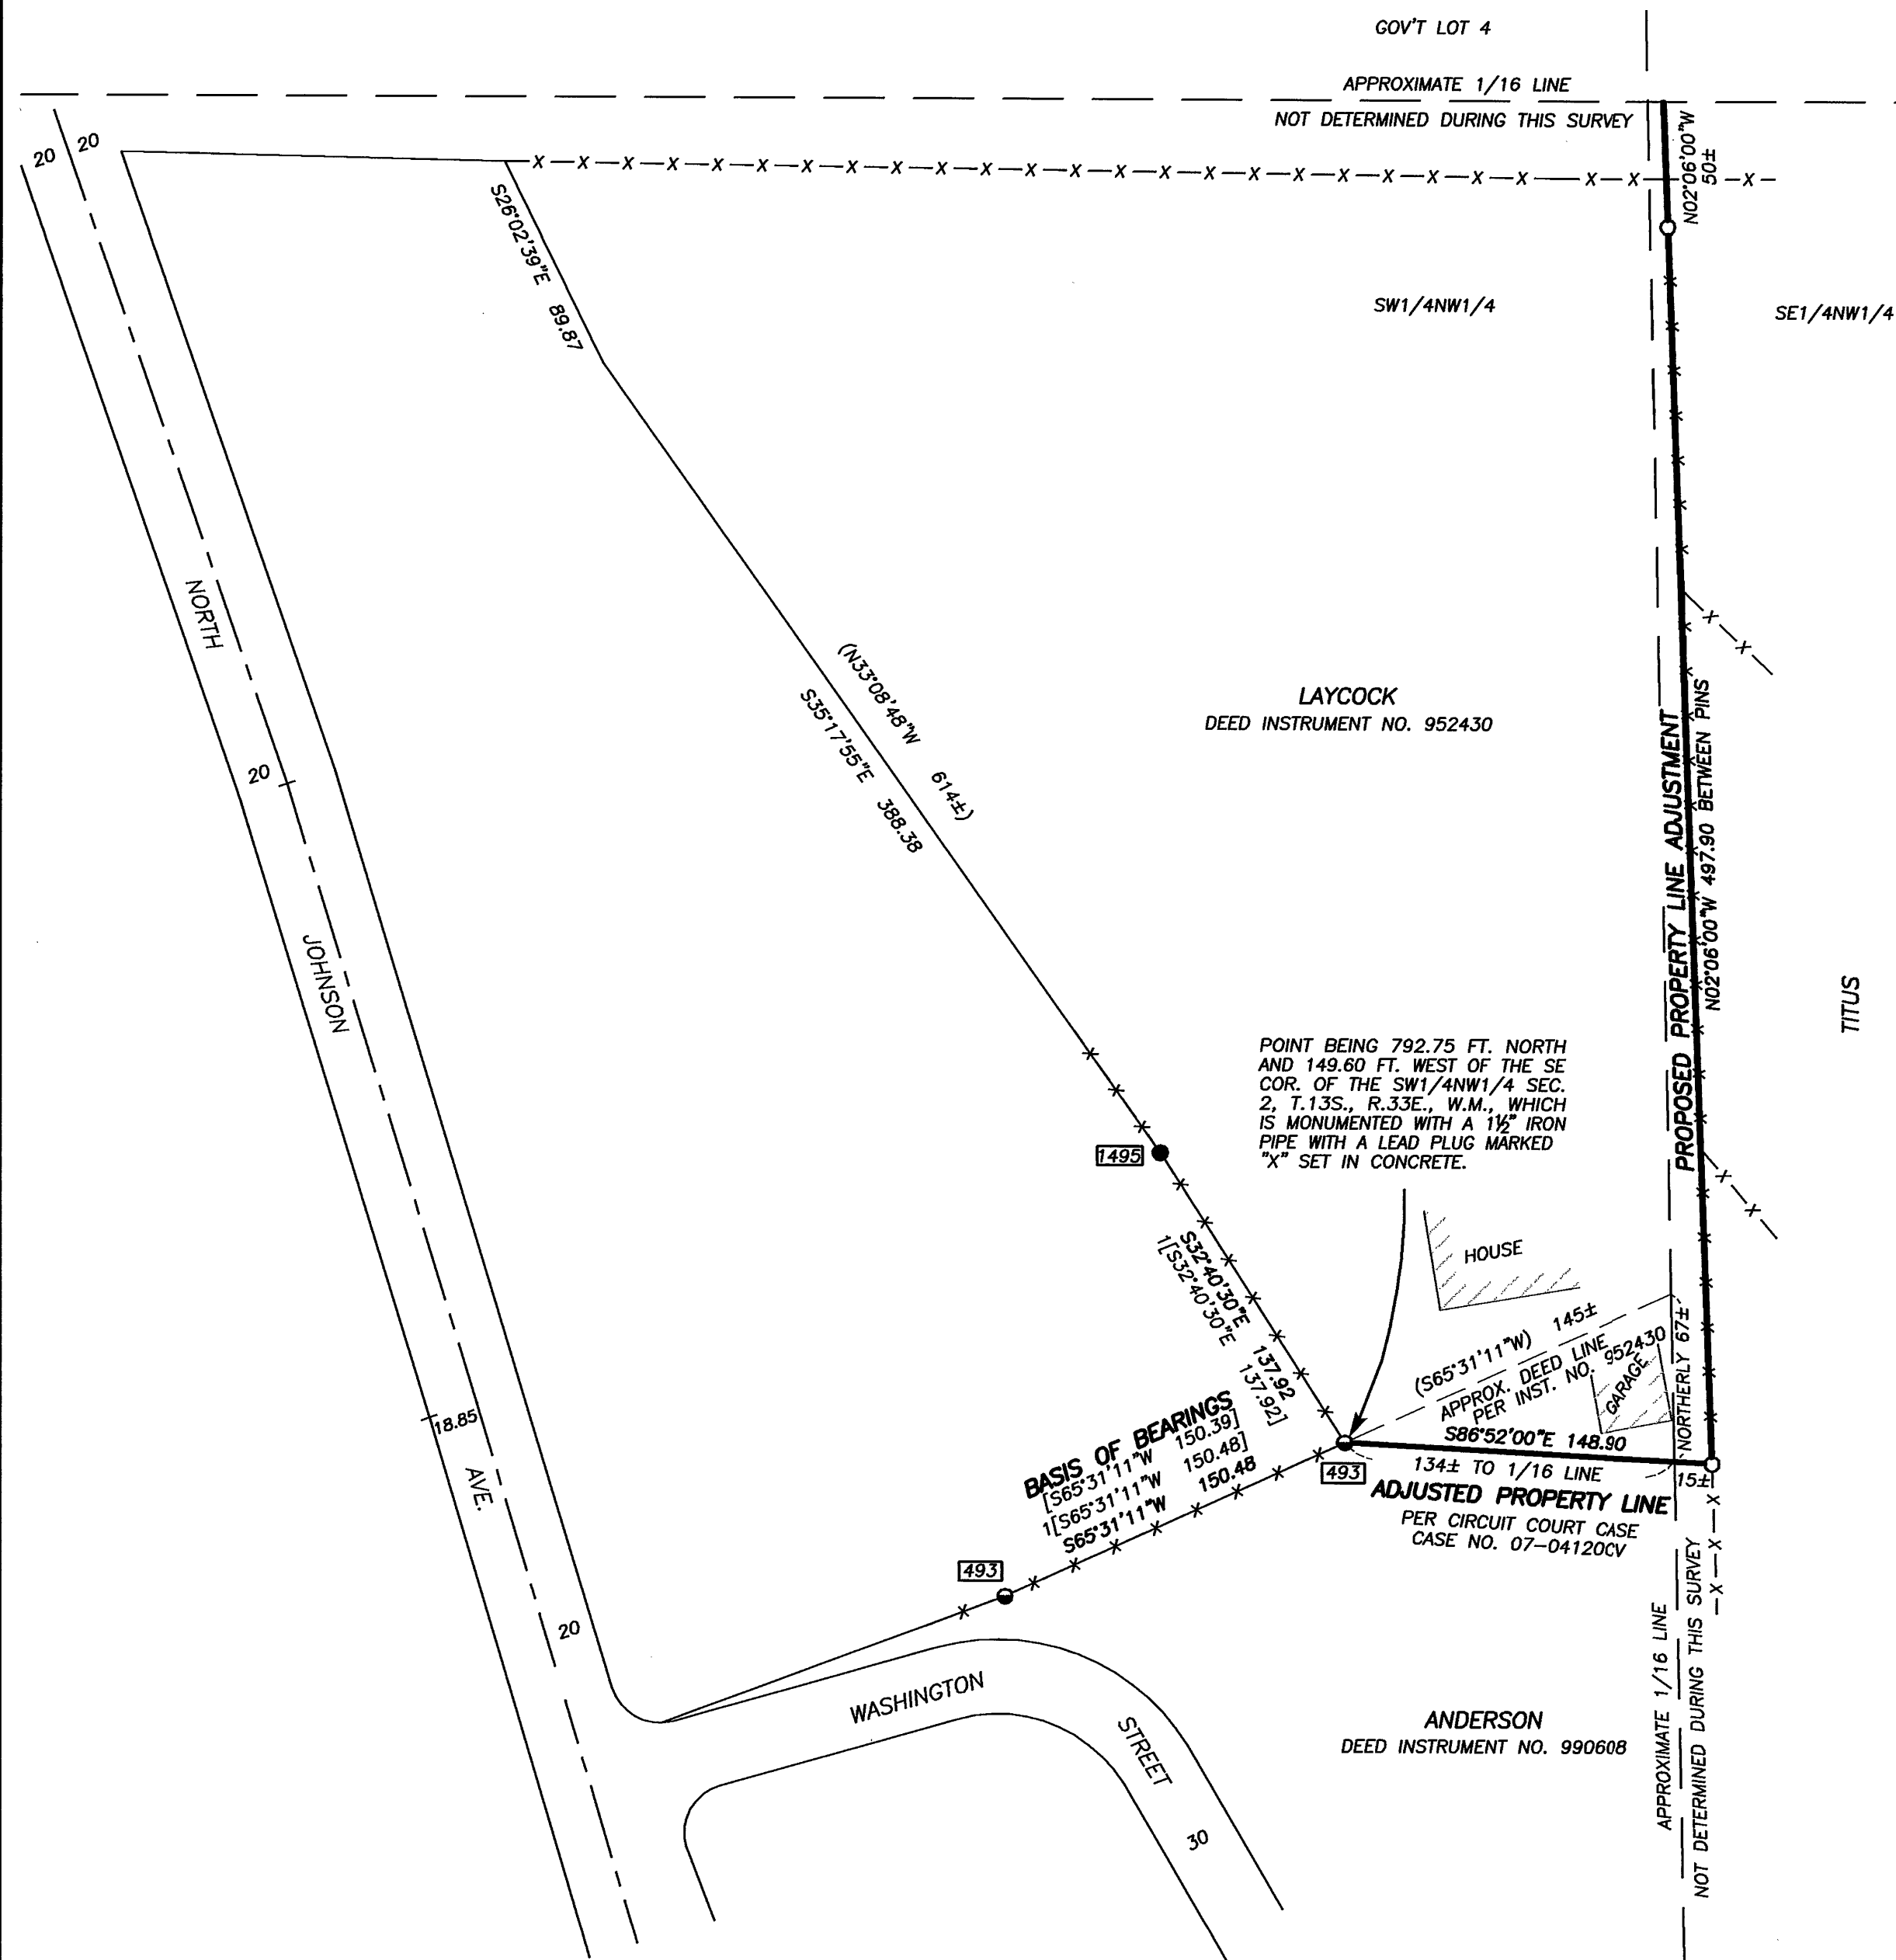 GOV'T LOT 4
APPROXIMATE 1/16 LINE
NOT DETERMINED DURING THIS SURVEY
20
20
N02°06'00"W
50±
S26°02'39"E 89.87
SW1/4NW1/4
SE1/4NW1/4
NORTH
JOHNSON
AVE.
20
(N33°08'48"W 614±)
S35°17'55"E 388.38
LAYCOCK
DEED INSTRUMENT NO. 952430
PROPOSED PROPERTY LINE ADJUSTMENT
N02°06'00"W 497.90 BETWEEN PINS
TITUS
POINT BEING 792.75 FT. NORTH
AND 149.60 FT. WEST OF THE SE
COR. OF THE SW1/4NW1/4 SEC.
2, T.13S., R.33E., W.M., WHICH
IS MONUMENTED WITH A 1½" IRON
PIPE WITH A LEAD PLUG MARKED
"X" SET IN CONCRETE.
1495
S32°40'30"E 137.92
1[S32°40'30"E 137.92]
HOUSE
(S65°31'11"W) 145±
APPROX. DEED LINE
PER INST. NO. 952430
GARAGE
NORTHERLY 67±
S86°52'00"E 148.90
134± TO 1/16 LINE
15±
493
ADJUSTED PROPERTY LINE
PER CIRCUIT COURT CASE
CASE NO. 07-04120CV
BASIS OF BEARINGS
[S65°31'11"W 150.39]
1[S65°31'11"W 150.48]
S65°31'11"W 150.48
493
18.85
20
WASHINGTON
STREET
30
ANDERSON
DEED INSTRUMENT NO. 990608
APPROXIMATE 1/16 LINE
NOT DETERMINED DURING THIS SURVEY